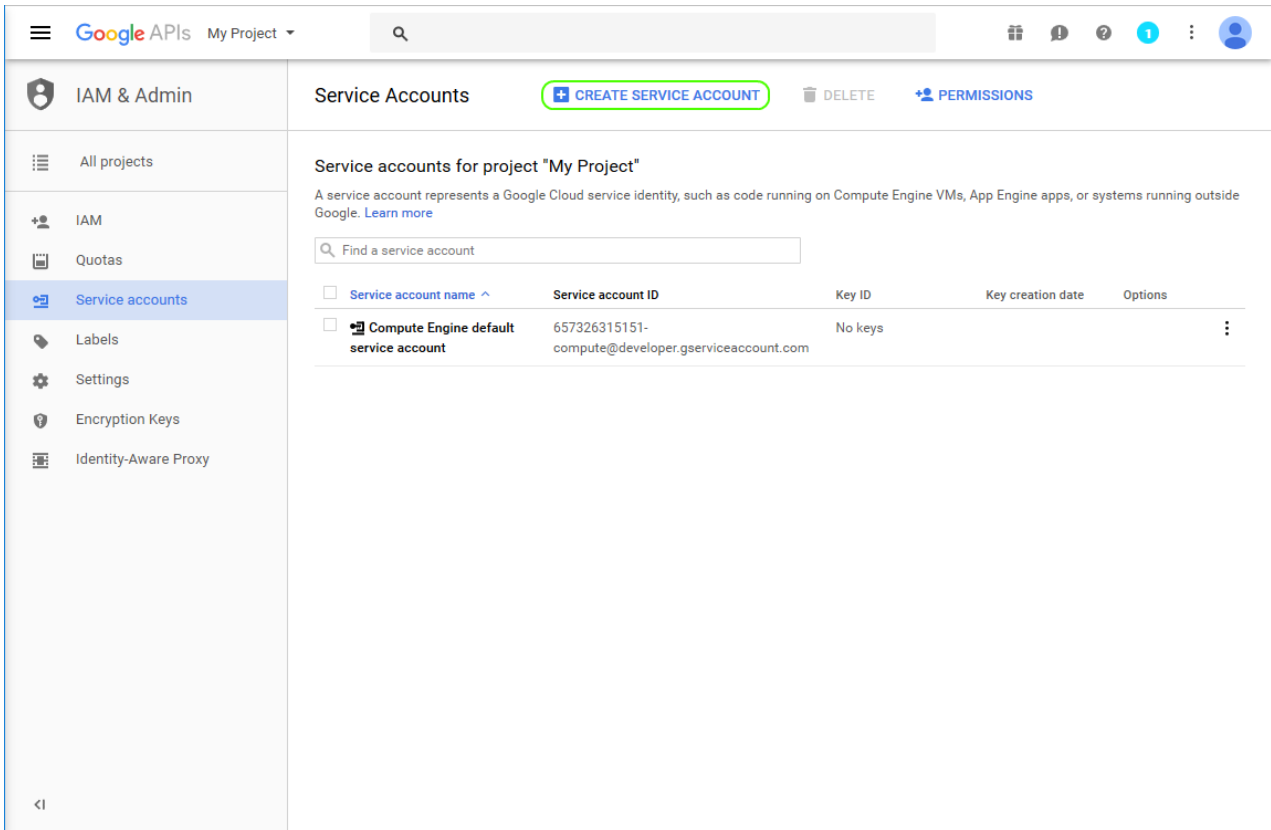 Google APIs My Project
1
IAM & Admin
Service Accounts
CREATE SERVICE ACCOUNT
DELETE
PERMISSIONS
All projects
IAM
Quotas
Service accounts
Labels
Settings
Encryption Keys
Identity-Aware Proxy
Service accounts for project "My Project"
A service account represents a Google Cloud service identity, such as code running on Compute Engine VMs, App Engine apps, or systems running outside
Google. Learn more
Find a service account
Service account name Service account ID Key ID Key creation date Options
Compute Engine default 657326315151- No keys
service account compute@developer.gserviceaccount.com